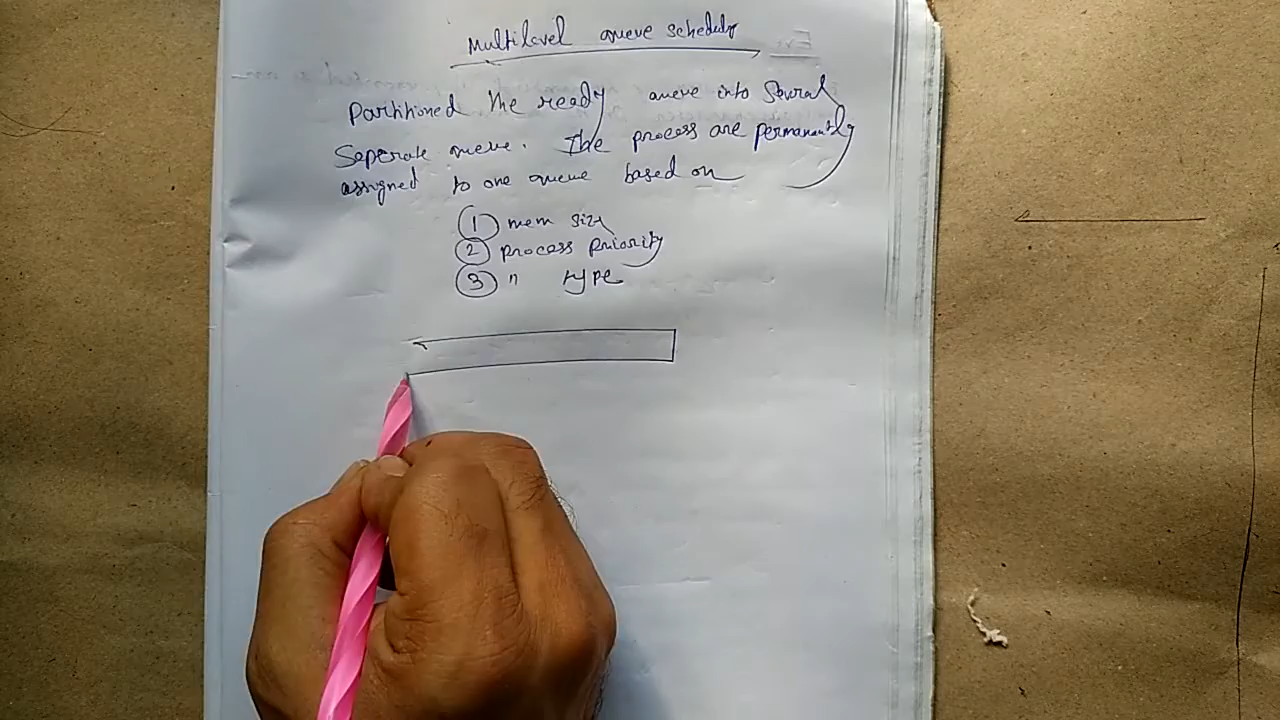 Multilevel queue scheduler
Partitioned the ready queue into several
Seperate queue. The process are permanently
assigned to one queue based on
① mem size
② process priority
③ " type